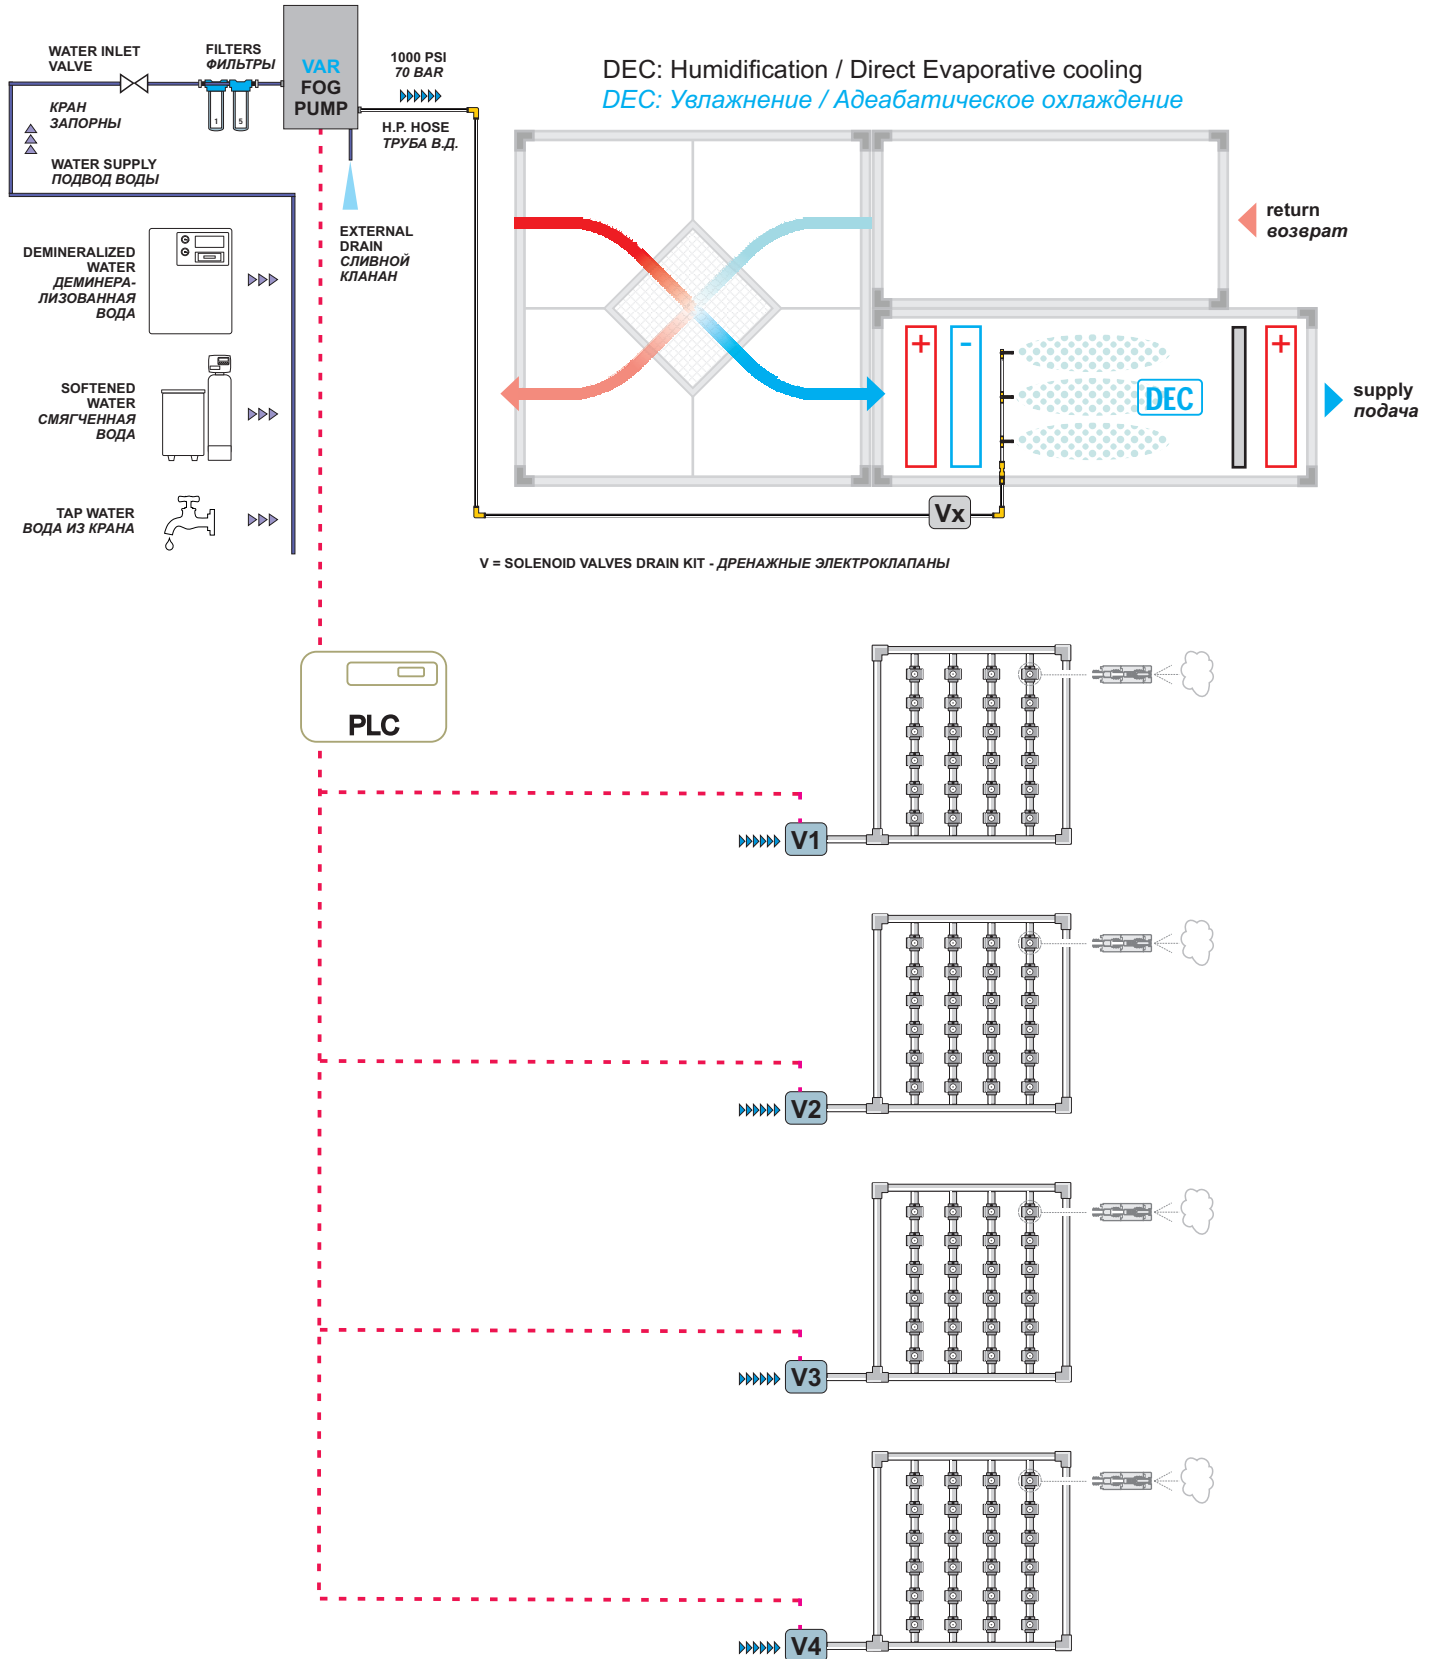 WATER INLET
VALVE
КРАН
ЗАПОРНЫ
FILTERS
ФИЛЬТРЫ
1
5
VAR
FOG
PUMP
1000 PSI
70 BAR
H.P. HOSE
ТРУБА В.Д.
WATER SUPPLY
ПОДВОД ВОДЫ
EXTERNAL
DRAIN
СЛИВНОЙ
КЛАНАН
DEMINERALIZED
WATER
ДЕМИНЕРА-
ЛИЗОВАННАЯ
ВОДА
SOFTENED
WATER
СМЯГЧЕННАЯ
ВОДА
TAP WATER
ВОДА ИЗ КРАНА
DEC: Humidification / Direct Evaporative cooling
DEC: Увлажнение / Адеабатическое охлаждение
return
возврат
+
-
DEC
+
supply
подача
Vx
V = SOLENOID VALVES DRAIN KIT - ДРЕНАЖНЫЕ ЭЛЕКТРОКЛАПАНЫ
PLC
V1
V2
V3
V4